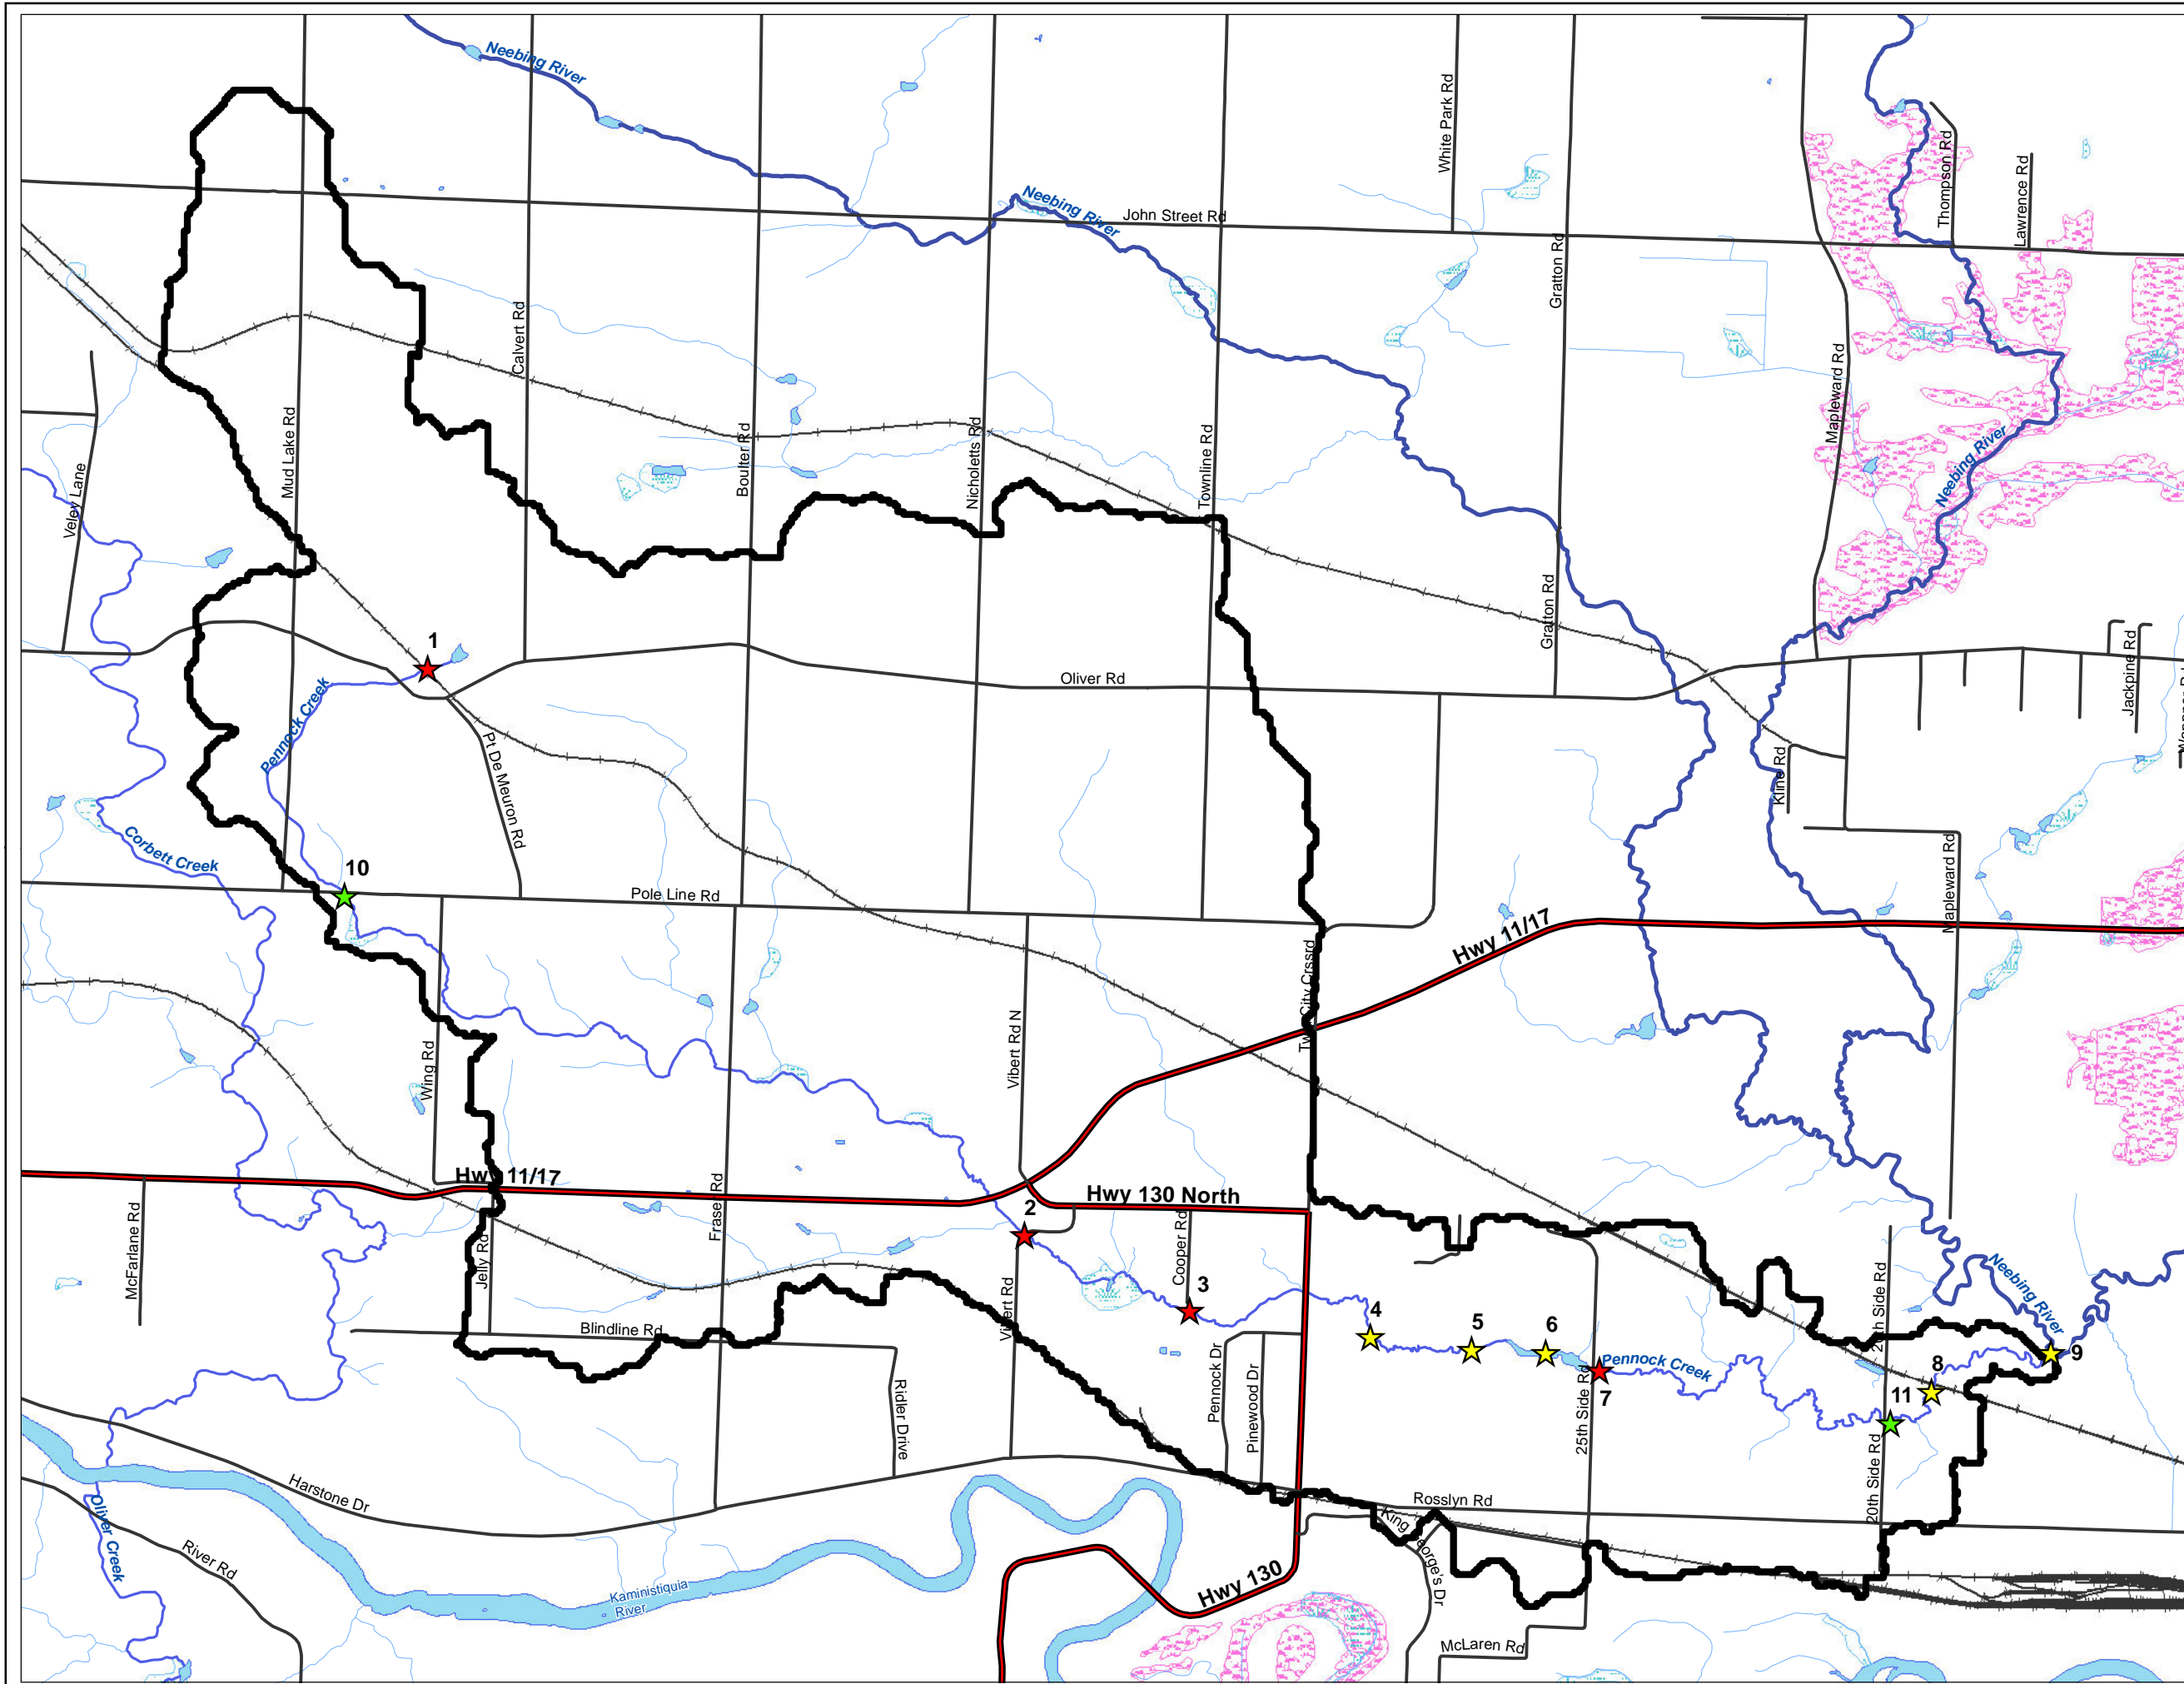 Neebing River
White Park Rd
Thompson Rd
Lawrence Rd
Neebing River
John Street Rd
Gratton Rd
Calvert Rd
Mapleward Rd
Mud Lake Rd
Boulter Rd
Nicholetts Rd
Townline Rd
Neebing River
Veley Lane
Gratton Rd
1
Oliver Rd
Jackpine Rd
Pennock Creek
Pt De Meuron Rd
Kline Rd
Corbett Creek
10
Pole Line Rd
Mapleward Rd
Hwy 11/17
City Crssrd
Vibert Rd N
Wing Rd
Hwy 11/17
Fraser Rd
Hwy 130 North
2
McFarlane Rd
Jelly Rd
Cooper Rd
3
Vibert Rd
Blindline Rd
4
5
6
7
Pennock Creek
20th Side Rd
Neebing River
8
9
11
Ridler Drive
Pennock Dr
Pinewood Dr
25th Side Rd
20th Side Rd
Harstone Dr
Rosslyn Rd
King
Oliver Creek
River Rd
Kaministiquia
River
Hwy 130
McLaren Rd